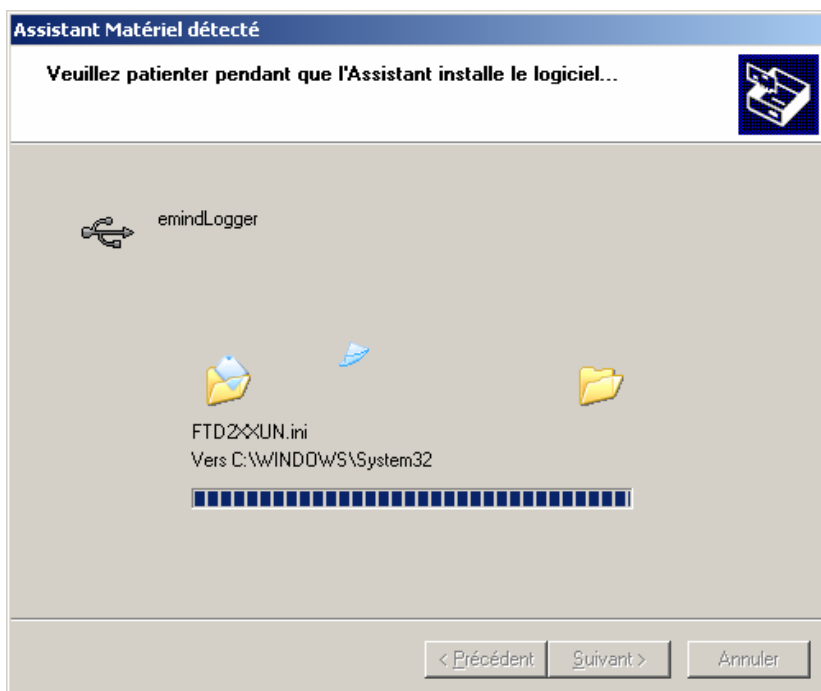 Assistant Matériel détecté
Veuillez patienter pendant que l'Assistant installe le logiciel...
emindLogger
FTD2XXUN.ini
Vers C:\WINDOWS\System32
< Précédent
Suivant >
Annuler